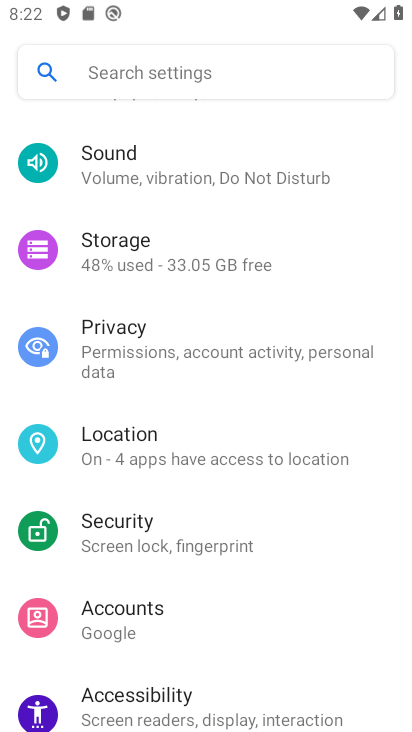 8:22
Search settings
Sound
Volume, vibration, Do Not Disturb
Storage
48% used - 33.05 GB free
Privacy
Permissions, account activity, personal
data
Location
On - 4 apps have access to location
Security
Screen lock, fingerprint
Accounts
Google
Accessibility
Screen readers, display, interaction